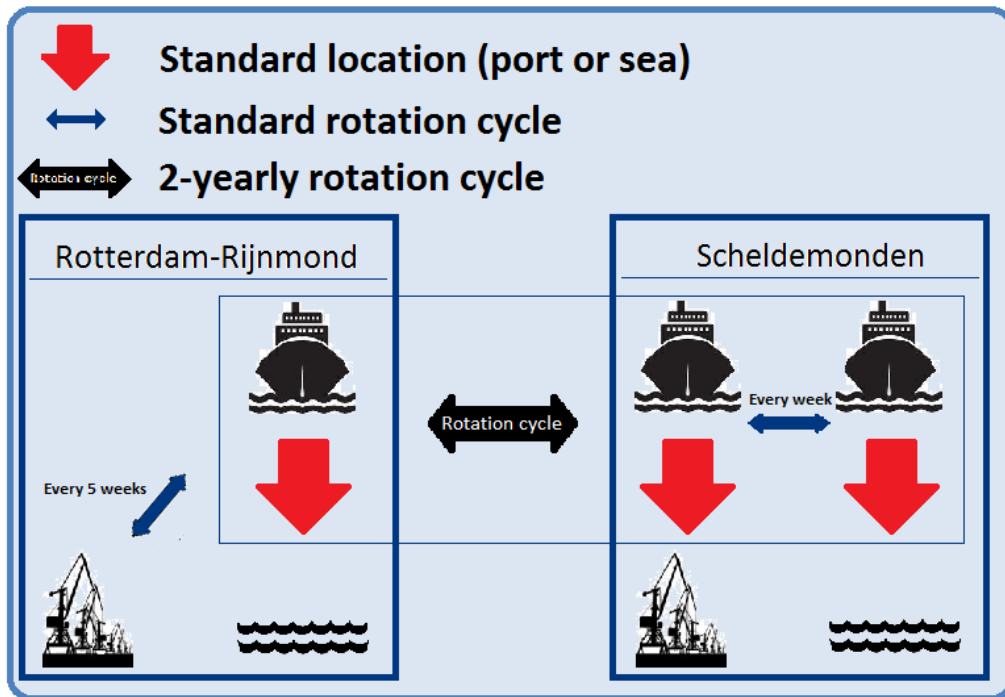 Standard location (port or sea)
Standard rotation cycle
Rotation cycle
2-yearly rotation cycle
Rotterdam-Rijnmond
Scheldemonden
Every week
Rotation cycle
Every 5 weeks